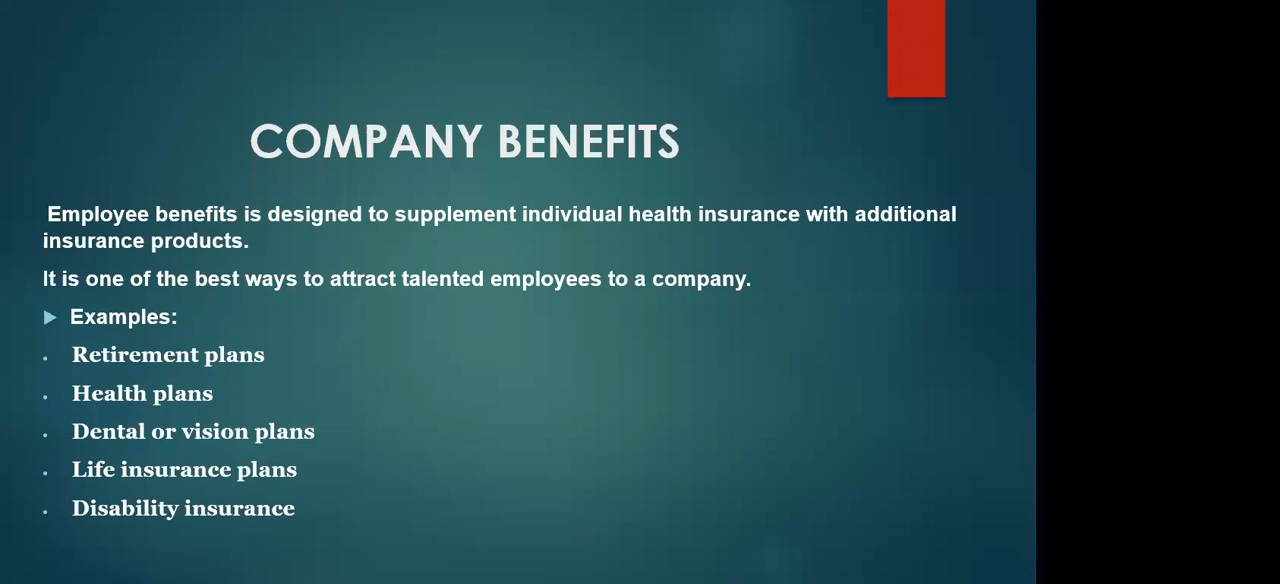 COMPANY BENEFITS
Employee benefits is designed to supplement individual health insurance with additional
insurance products.
It is one of the best ways to attract talented employees to a company.
Examples:
Retirement plans
Health plans
Dental or vision plans
Life insurance plans
Disability insurance